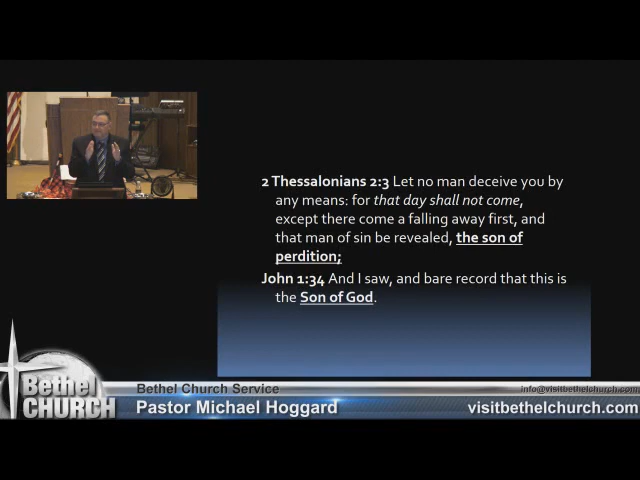 2 Thessalonians 2:3 Let no man deceive you by
any means: for that day shall not come,
except there come a falling away first, and
that man of sin be revealed, the son of
perdition;
John 1:34 And I saw, and bare record that this is
the Son of God.
Bethel
CHURCH
Bethel Church Service
info@visitbethelchurch.com
Pastor Michael Hoggard
visitbethelchurch.com